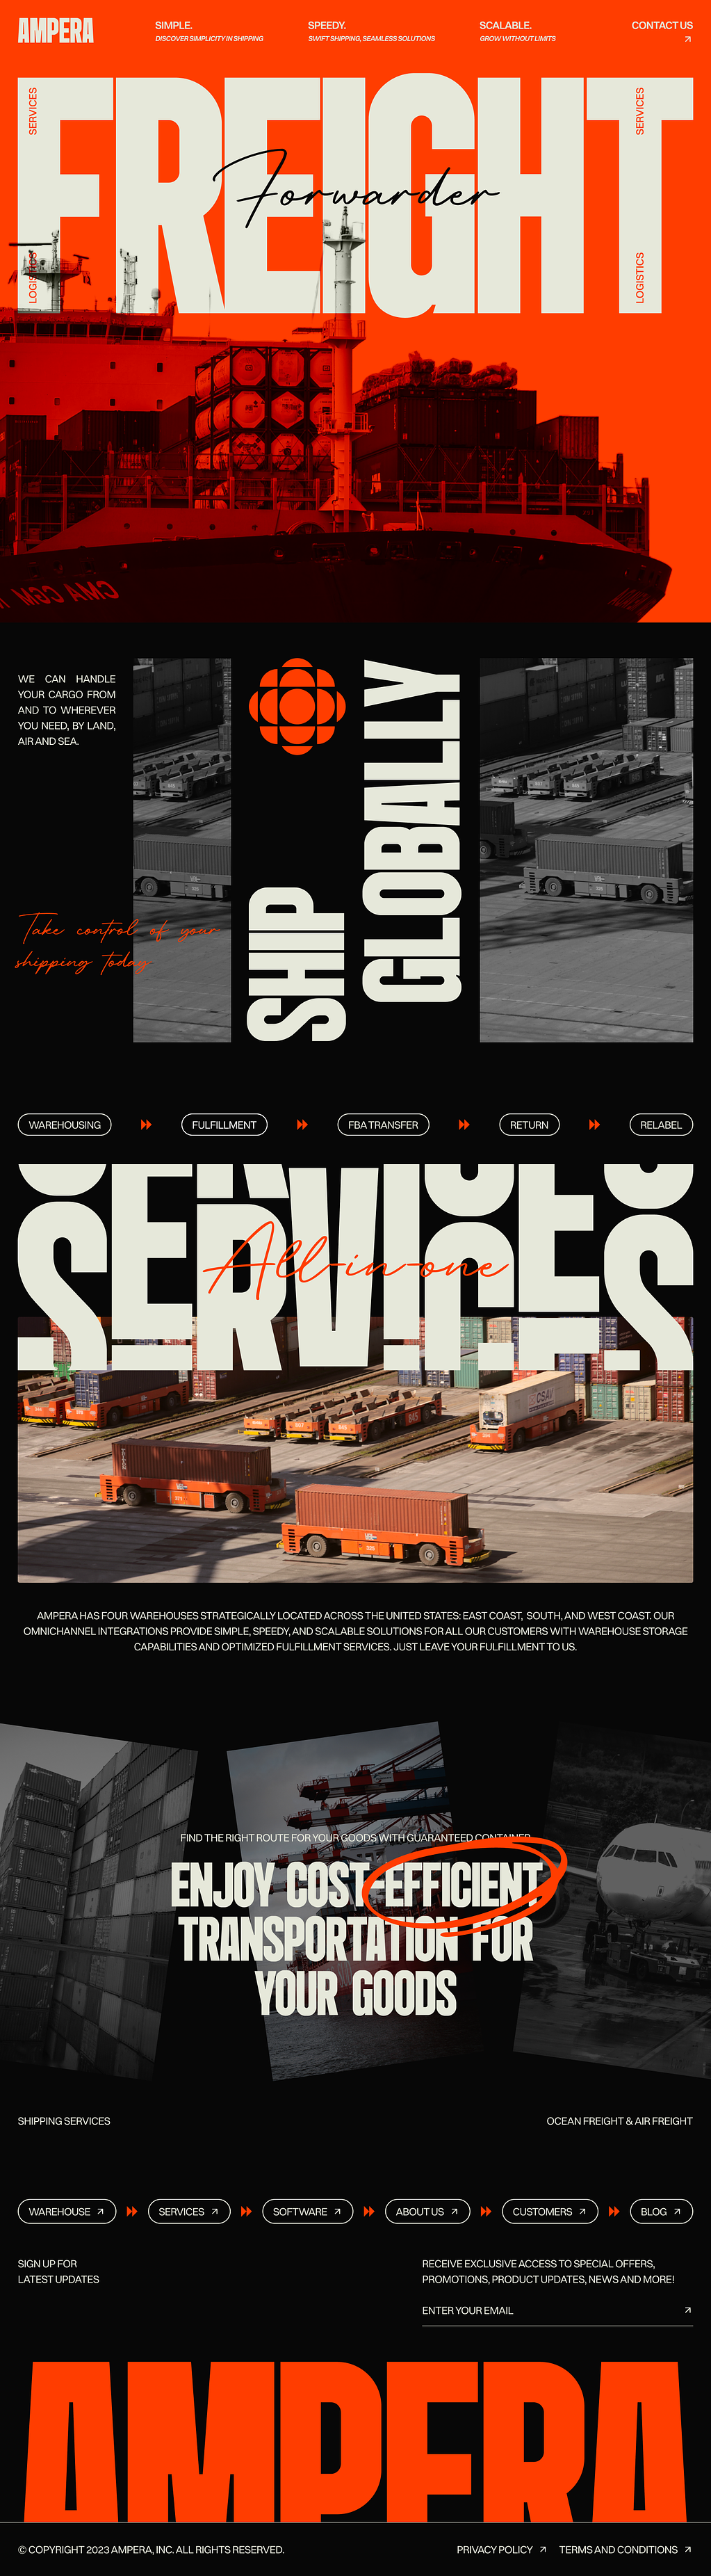 AMPERA
SIMPLE.
DISCOVER SIMPLICITY IN SHIPPING
SPEEDY.
SWIFT SHIPPING, SEAMLESS SOLUTIONS
SCALABLE.
GROW WITHOUT LIMITS
CONTACT US
FREIGHT
SERVICES
SERVICES
Forwarder
LOGISTICS
LOGISTICS
CMA CGM
WE CAN HANDLE
YOUR CARGO FROM
AND TO WHEREVER
YOU NEED, BY LAND,
AIR AND SEA.
Take control of your
shipping today
SHIP
GLOBALLY
WAREHOUSING
FULFILLMENT
FBA TRANSFER
RETURN
RELABEL
SERVICES
All-in-one
AMPERA HAS FOUR WAREHOUSES STRATEGICALLY LOCATED ACROSS THE UNITED STATES: EAST COAST, SOUTH, AND WEST COAST. OUR
OMNICHANNEL INTEGRATIONS PROVIDE SIMPLE, SPEEDY, AND SCALABLE SOLUTIONS FOR ALL OUR CUSTOMERS WITH WAREHOUSE STORAGE
CAPABILITIES AND OPTIMIZED FULFILLMENT SERVICES. JUST LEAVE YOUR FULFILLMENT TO US.
FIND THE RIGHT ROUTE FOR YOUR GOODS WITH GUARANTEED CONTAINER
ENJOY COST-EFFICIENT
TRANSPORTATION FOR
YOUR GOODS
SHIPPING SERVICES
OCEAN FREIGHT & AIR FREIGHT
WAREHOUSE
SERVICES
SOFTWARE
ABOUT US
CUSTOMERS
BLOG
SIGN UP FOR
LATEST UPDATES
RECEIVE EXCLUSIVE ACCESS TO SPECIAL OFFERS,
PROMOTIONS, PRODUCT UPDATES, NEWS AND MORE!
ENTER YOUR EMAIL
AMPERA
© COPYRIGHT 2023 AMPERA, INC. ALL RIGHTS RESERVED.
PRIVACY POLICY
TERMS AND CONDITIONS